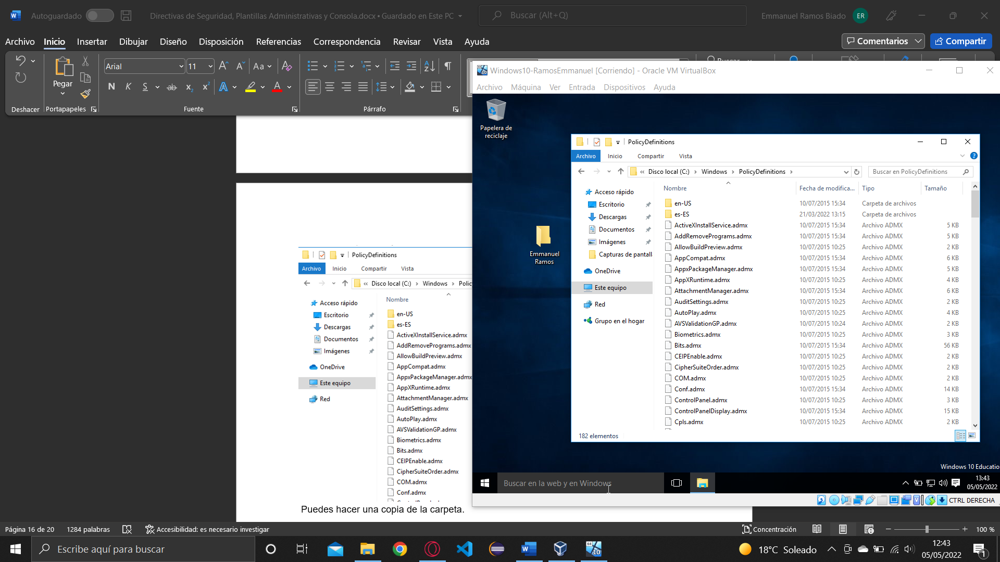 Autoguardado
Directivas de Seguridad, Plantillas Administrativas y Consola.docx • Guardado en Este PC
Buscar (Alt+Q)
Emmanuel Ramos Biado
ER
Archivo Inicio Insertar Dibujar Diseño Disposición Referencias Correspondencia Revisar Vista Ayuda
Comentarios
Compartir
Pegar
Arial
11
Aa
N K S ab x₂ x² A A
Deshacer
Portapapeles
Fuente
Párrafo
PolicyDefinitions
Archivo Inicio Compartir Vista
« Disco local (C:) > Windows > Polic
Nombre
Acceso rápido
Escritorio
Descargas
Documentos
Imágenes
OneDrive
Este equipo
Red
en-US
es-ES
ActiveXInstallService.admx
AddRemovePrograms.admx
AllowBuildPreview.admx
AppCompat.admx
AppxPackageManager.admx
AppXRuntime.admx
AttachmentManager.admx
AuditSettings.admx
AutoPlay.admx
AVSValidationGP.admx
Biometrics.admx
Bits.admx
CEIPEnable.admx
CipherSuiteOrder.admx
COM.admx
Conf.admx
Puedes hacer una copia de la carpeta.
Windows10-RamosEmmanuel [Corriendo] - Oracle VM VirtualBox
Archivo Máquina Ver Entrada Dispositivos Ayuda
Papelera de
reciclaje
Emmanuel
Ramos
PolicyDefinitions
Archivo Inicio Compartir Vista
« Disco local (C:) > Windows > PolicyDefinitions >
Buscar en PolicyDefinitions
Acceso rápido
Escritorio
Descargas
Documentos
Imágenes
Capturas de pantall
OneDrive
Este equipo
Red
Grupo en el hogar
Nombre Fecha de modifica... Tipo Tamaño
en-US 10/07/2015 15:34 Carpeta de archivos
es-ES 21/03/2022 13:15 Carpeta de archivos
ActiveXInstallService.admx 10/07/2015 15:34 Archivo ADMX 5 KB
AddRemovePrograms.admx 10/07/2015 15:34 Archivo ADMX 5 KB
AllowBuildPreview.admx 10/07/2015 10:25 Archivo ADMX 2 KB
AppCompat.admx 10/07/2015 15:34 Archivo ADMX 6 KB
AppxPackageManager.admx 10/07/2015 15:34 Archivo ADMX 5 KB
AppXRuntime.admx 10/07/2015 10:25 Archivo ADMX 4 KB
AttachmentManager.admx 10/07/2015 15:34 Archivo ADMX 6 KB
AuditSettings.admx 10/07/2015 10:25 Archivo ADMX 2 KB
AutoPlay.admx 10/07/2015 10:25 Archivo ADMX 4 KB
AVSValidationGP.admx 10/07/2015 10:24 Archivo ADMX 2 KB
Biometrics.admx 10/07/2015 10:25 Archivo ADMX 3 KB
Bits.admx 10/07/2015 15:34 Archivo ADMX 56 KB
CEIPEnable.admx 10/07/2015 10:25 Archivo ADMX 2 KB
CipherSuiteOrder.admx 10/07/2015 10:25 Archivo ADMX 2 KB
COM.admx 10/07/2015 10:25 Archivo ADMX 2 KB
Conf.admx 10/07/2015 15:34 Archivo ADMX 14 KB
ControlPanel.admx 10/07/2015 10:25 Archivo ADMX 3 KB
ControlPanelDisplay.admx 10/07/2015 15:34 Archivo ADMX 15 KB
Cpls.admx 10/07/2015 10:25 Archivo ADMX 2 KB
182 elementos
Windows 10 Educatio
Buscar en la web y en Windows
13:43
05/05/2022
CTRL DERECHA
Página 16 de 20
1284 palabras
Accesibilidad: es necesario investigar
Concentración
100 %
Escribe aquí para buscar
18°C Soleado
12:43
05/05/2022
1